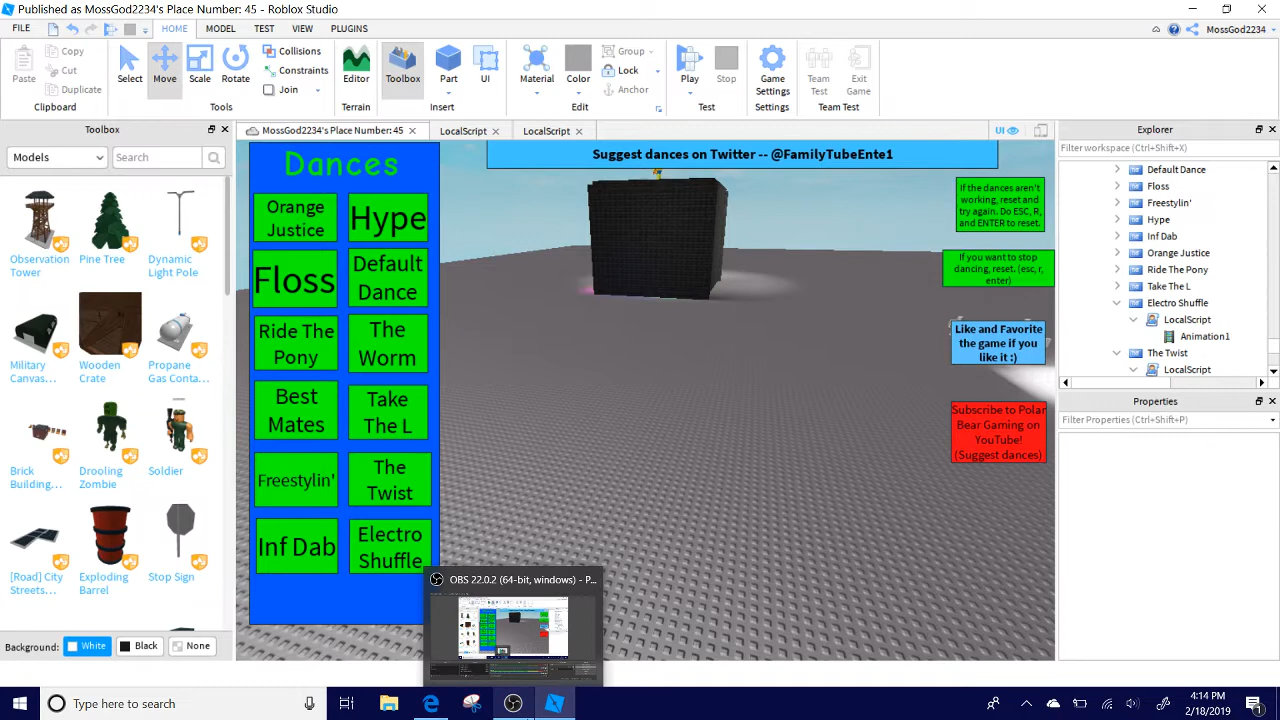 Published as MossGod2234's Place Number: 45 - Roblox Studio
FILE
HOME
MODEL
TEST
VIEW
PLUGINS
MossGod2234
Paste
Copy
Cut
Duplicate
Clipboard
Select
Move
Scale
Rotate
Collisions
Constraints
Join
Tools
Editor
Terrain
Toolbox
Part
UI
Insert
Material
Color
Group
Lock
Anchor
Edit
Play
Stop
Test
Game
Settings
Settings
Team
Test
Exit
Game
Team Test
Toolbox
Models
Search
Observation
Tower
Pine Tree
Dynamic
Light Pole
Military
Canvas...
Wooden
Crate
Propane
Gas Conta...
Brick
Building...
Drooling
Zombie
Soldier
[Road] City
Streets...
Exploding
Barrel
Stop Sign
Background:
White
Black
None
MossGod2234's Place Number: 45
LocalScript
LocalScript
UI
Dances
Orange
Justice
Hype
Floss
Default
Dance
Ride The
Pony
The
Worm
Best
Mates
Take
The L
Freestylin'
The
Twist
Inf Dab
Electro
Shuffle
Suggest dances on Twitter -- @FamilyTubeEnte1
If the dances aren't
working, reset and
try again. Do ESC, R,
and ENTER to reset.
If you want to stop
dancing, reset. (esc, r,
enter)
Like and Favorite
the game if you
like it :)
Subscribe to Polar
Bear Gaming on
YouTube!
(Suggest dances)
OBS 22.0.2 (64-bit, windows) - P...
Explorer
Filter workspace (Ctrl+Shift+X)
Default Dance
Floss
Freestylin'
Hype
Inf Dab
Orange Justice
Ride The Pony
Take The L
Electro Shuffle
LocalScript
Animation1
The Twist
LocalScript
Properties
Filter Properties (Ctrl+Shift+P)
Type here to search
4:14 PM
2/18/2019